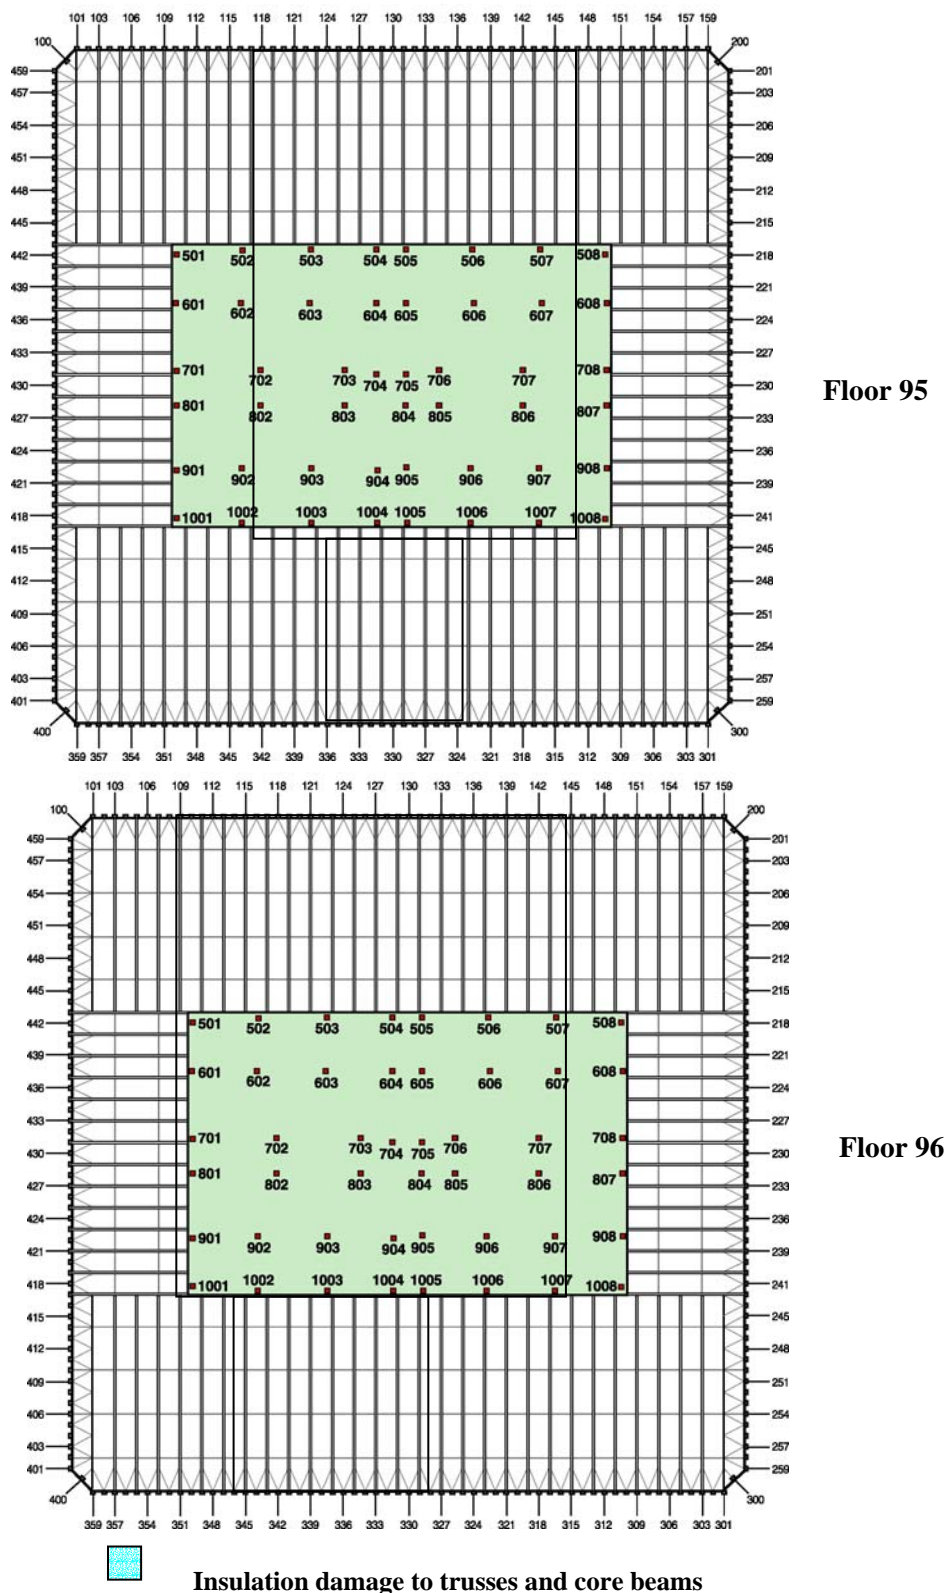 101 103 106 109 112 115 118 121 124 127 130 133 136 139 142 145 148 151 154 157 159
100 200
459 201
457 203
454 206
451 209
448 212
445 215
442 501 502 503 504 505 506 507 508 218
439 221
601 602 603 604 605 606 607 608
436 224
433 227
701 702 703 704 705 706 707 708
430 230
Floor 95
801 802 803 804 805 806 807
427 233
424 236
901 902 903 904 905 906 907 908
421 239
418 1001 1002 1003 1004 1005 1006 1007 1008 241
415 245
412 248
409 251
406 254
403 257
401 259
400 300
359 357 354 351 348 345 342 339 336 333 330 327 324 321 318 315 312 309 306 303 301
101 103 106 109 112 115 118 121 124 127 130 133 136 139 142 145 148 151 154 157 159
100 200
459 201
457 203
454 206
451 209
448 212
445 215
442 501 502 503 504 505 506 507 508 218
439 221
601 602 603 604 605 606 607 608
436 224
433 227
701 702 703 704 705 706 707 708
Floor 96
430 230
801 802 803 804 805 806 807
427 233
424 236
901 902 903 904 905 906 907 908
421 239
418 1001 1002 1003 1004 1005 1006 1007 1008 241
415 245
412 248
409 251
406 254
403 257
401 259
400 300
359 357 354 351 348 345 342 339 336 333 330 327 324 321 318 315 312 309 306 303 301
Insulation damage to trusses and core beams